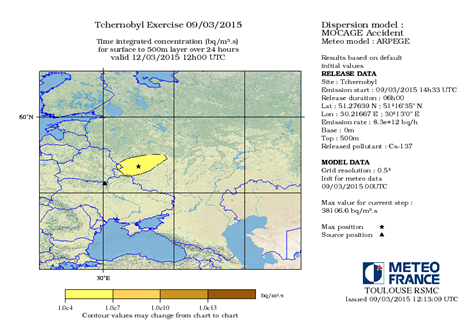 Tchernobyl Exercise 09/03/2015
Time integrated concentration (bq/m³.s)
for surface to 500m layer over 24 hours
valid 12/03/2015 12h00 UTC
60°N
30°E
1.0c4 1.0c7 1.0c10 1.0c13 bq/m³.s
Contour values may change from chart to chart
Dispersion model :
MOCAGE Accident
Meteo model : ARPEGE
Results based on default
initial values
RELEASE DATA
Site : Tchernobyl
Emission start : 09/03/2015 14h33 UTC
Release duration : 06h00
Lat : 51.27639 N ; 51°16'35" N
Lon : 30.21667 E ; 30°13'0" E
Emission rate : 8.3e+12 bq/h
Base : 0m
Top : 500m
Released pollutant : Cs-137
MODEL DATA
Grid resolution : 0.5°
Init for meteo data
09/03/2015 00UTC
Max value for current step :
38106.6 bq/m³.s
Max position ★
Source position ▲
METEO
FRANCE
TOULOUSE RSMC
Issued 09/03/2015 12:13:09 UTC